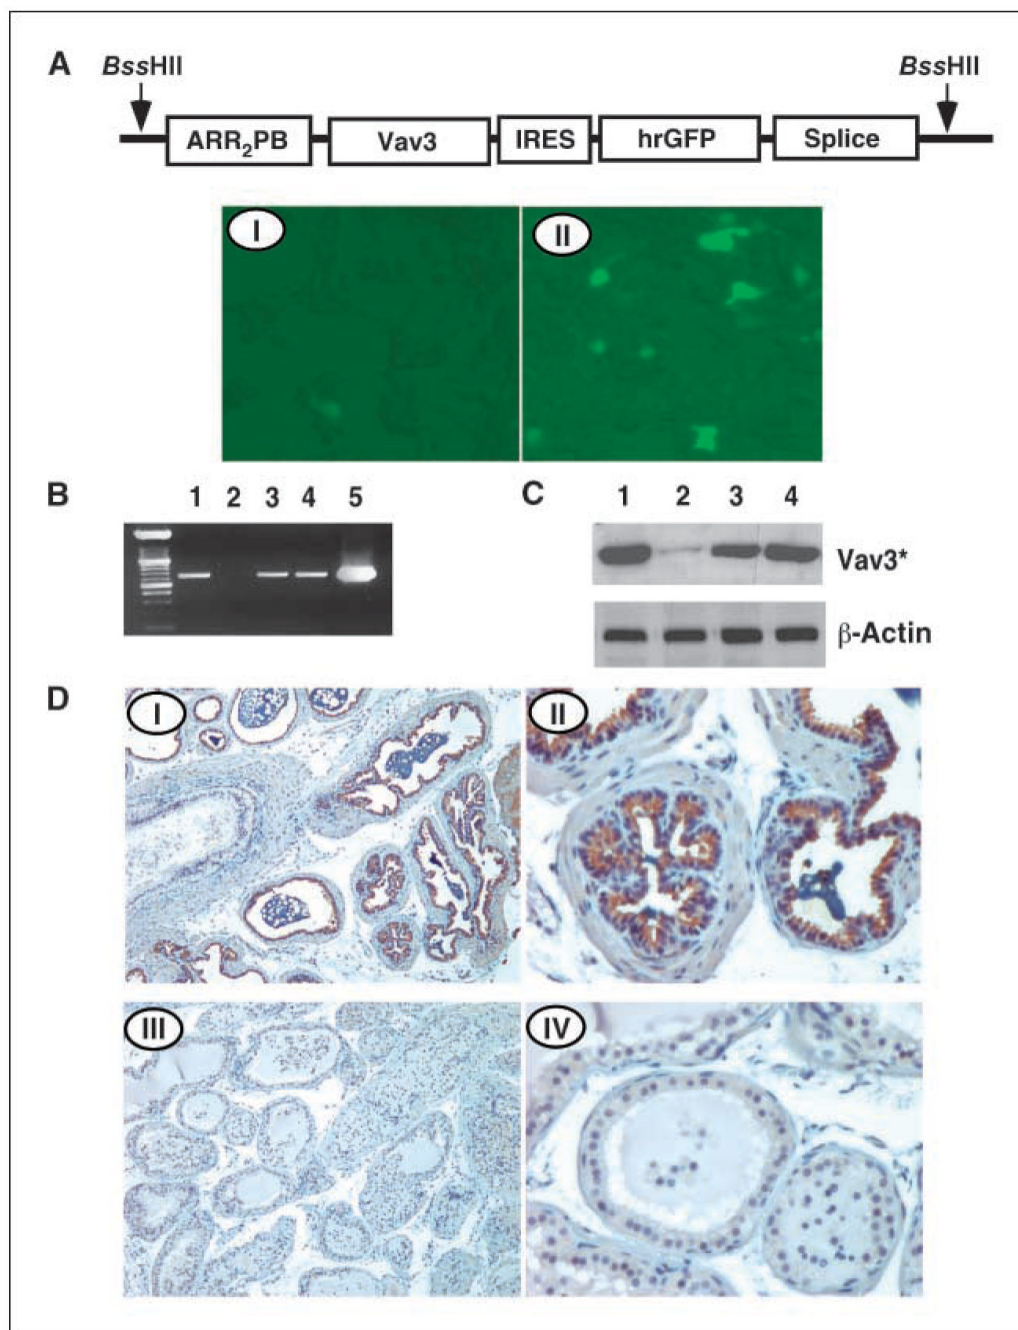 A
BssHII BssHII
ARR2PB Vav3 IRES hrGFP Splice
I II
B 1 2 3 4 5
C 1 2 3 4
Vav3*
β-Actin
D I II
III IV